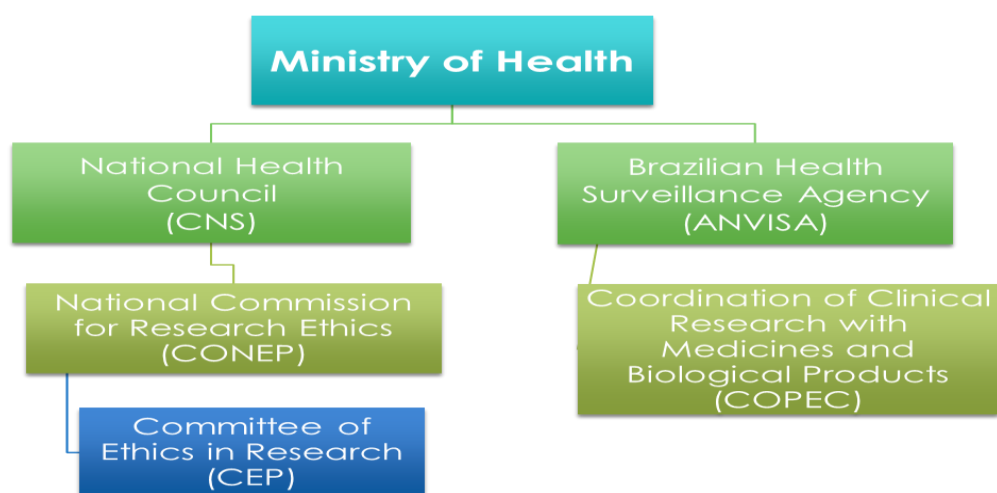 Ministry of Health
National Health
Council
(CNS)
Brazilian Health
Surveillance Agency
(ANVISA)
National Commission
for Research Ethics
(CONEP)
Coordination of Clinical
Research with
Medicines and
Biological Products
(COPEC)
Committee of
Ethics in Research
(CEP)